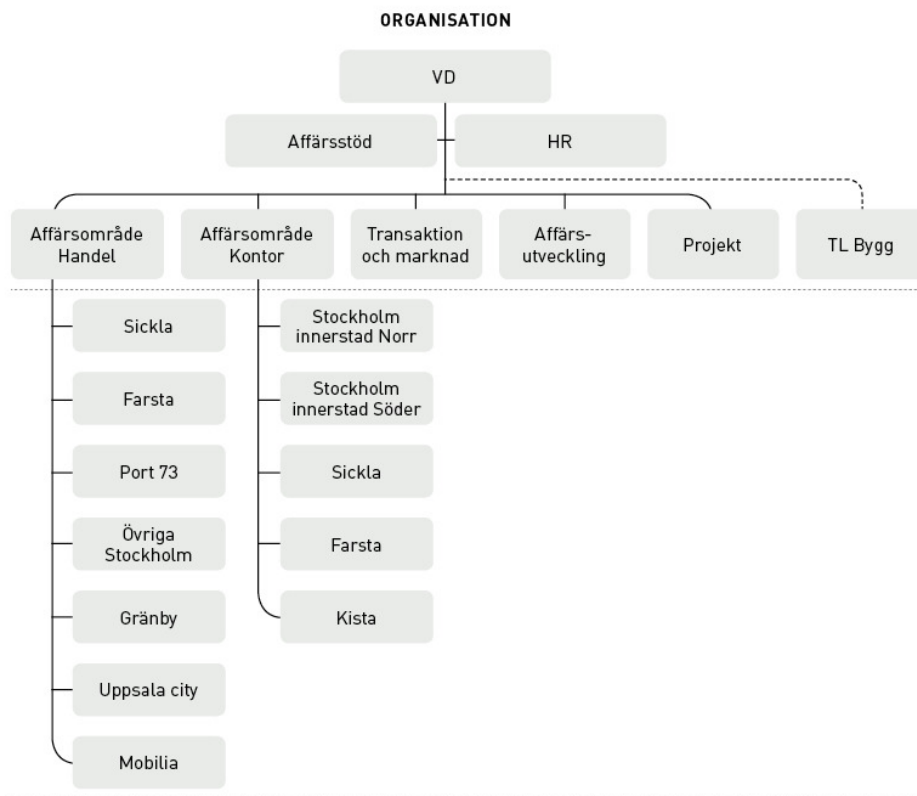 ORGANISATION
VD
Affärsstöd
HR
Affärsområde
Handel
Affärsområde
Kontor
Transaktion
och marknad
Affärs-
utveckling
Projekt
TL Bygg
Sickla
Farsta
Port 73
Övriga
Stockholm
Gränby
Uppsala city
Mobilia
Stockholm
innerstad Norr
Stockholm
innerstad Söder
Sickla
Farsta
Kista